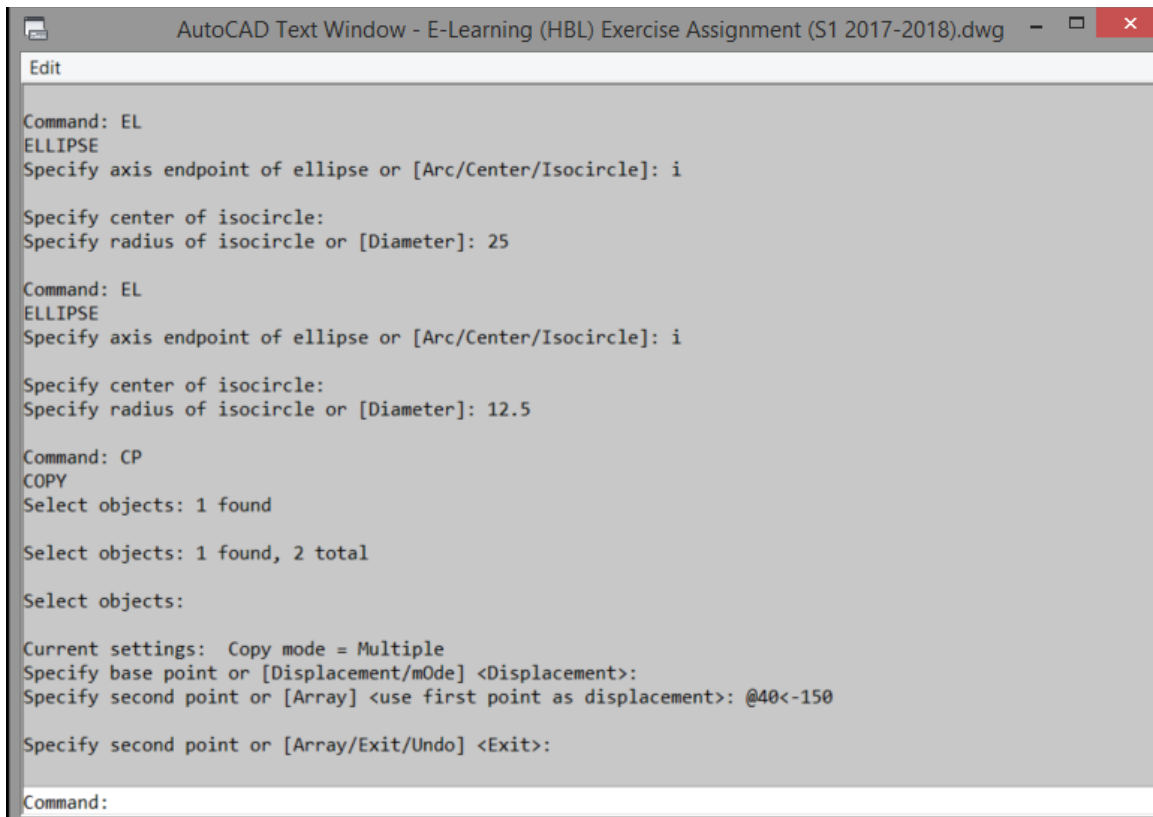 AutoCAD Text Window - E-Learning (HBL) Exercise Assignment (S1 2017-2018).dwg
Edit
Command: EL
ELLIPSE
Specify axis endpoint of ellipse or [Arc/Center/Isocircle]: i
Specify center of isocircle:
Specify radius of isocircle or [Diameter]: 25
Command: EL
ELLIPSE
Specify axis endpoint of ellipse or [Arc/Center/Isocircle]: i
Specify center of isocircle:
Specify radius of isocircle or [Diameter]: 12.5
Command: CP
COPY
Select objects: 1 found
Select objects: 1 found, 2 total
Select objects:
Current settings:  Copy mode = Multiple
Specify base point or [Displacement/mOde] <Displacement>:
Specify second point or [Array] <use first point as displacement>: @40<-150
Specify second point or [Array/Exit/Undo] <Exit>:
Command: